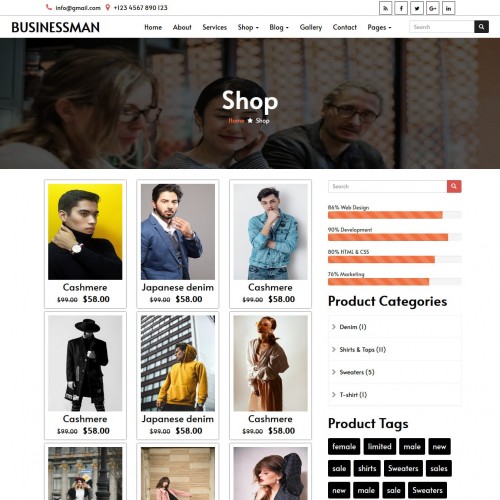 info@gmail.com +123 4567 890 123
BUSINESSMAN Home About Services Shop Blog Gallery Contact Pages Search
Shop
Home Shop
Cashmere
$99.00 $58.00
Japanese denim
$99.00 $58.00
Cashmere
$99.00 $58.00
Cashmere
$99.00 $58.00
Japanese denim
$99.00 $58.00
Cashmere
$99.00 $58.00
Search
86% Web Design
90% Development
80% HTML & CSS
76% Marketing
Product Categories
Denim (1)
Shirts & Tops (11)
Sweaters (5)
T-shirt (1)
Product Tags
female limited male new
sale shirts Sweaters sales
new male sale Sweaters